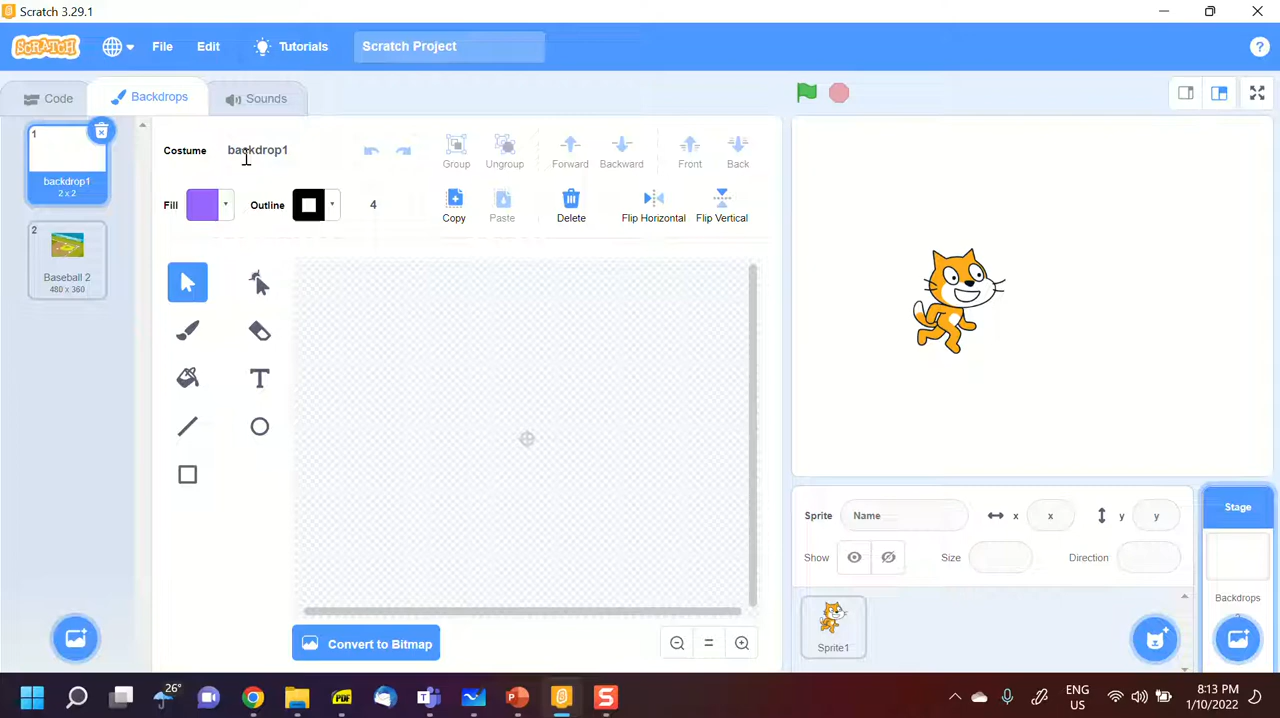 Scratch 3.29.1
SCRATCH
File
Edit
Tutorials
Scratch Project
?
Code
Backdrops
Sounds
1
backdrop1
2 x 2
2
Baseball 2
480 x 360
Costume
backdrop1
Group
Ungroup
Forward
Backward
Front
Back
Fill
Outline
4
Copy
Paste
Delete
Flip Horizontal
Flip Vertical
T
Convert to Bitmap
=
Sprite
Name
x
x
y
y
Show
Size
Direction
Sprite1
Stage
Backdrops
26°
PDF
S
ENG
US
8:13 PM
1/10/2022